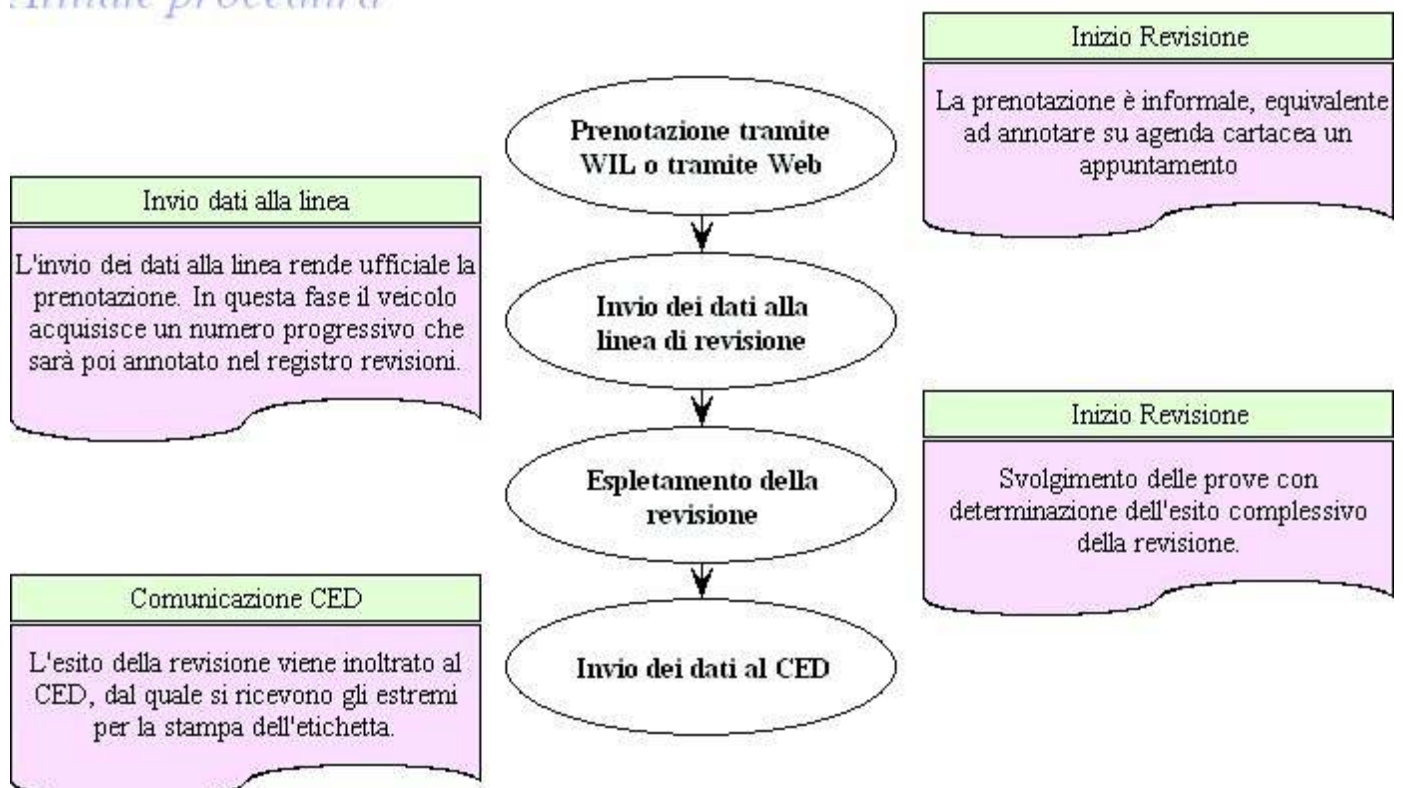 procedura
Inizio Revisione
La prenotazione è informale, equivalente
ad annotare su agenda cartacea un
appuntamento
Prenotazione tramite
WIL o tramite Web
Invio dati alla linea
L'invio dei dati alla linea rende ufficiale la
prenotazione. In questa fase il veicolo
acquisisce un numero progressivo che
sarà poi annotato nel registro revisioni.
Invio dei dati alla
linea di revisione
Inizio Revisione
Svolgimento delle prove con
determinazione dell'esito complessivo
della revisione.
Espletamento della
revisione
Comunicazione CED
L'esito della revisione viene inoltrato al
CED, dal quale si ricevono gli estremi
per la stampa dell'etichetta.
Invio dei dati al CED